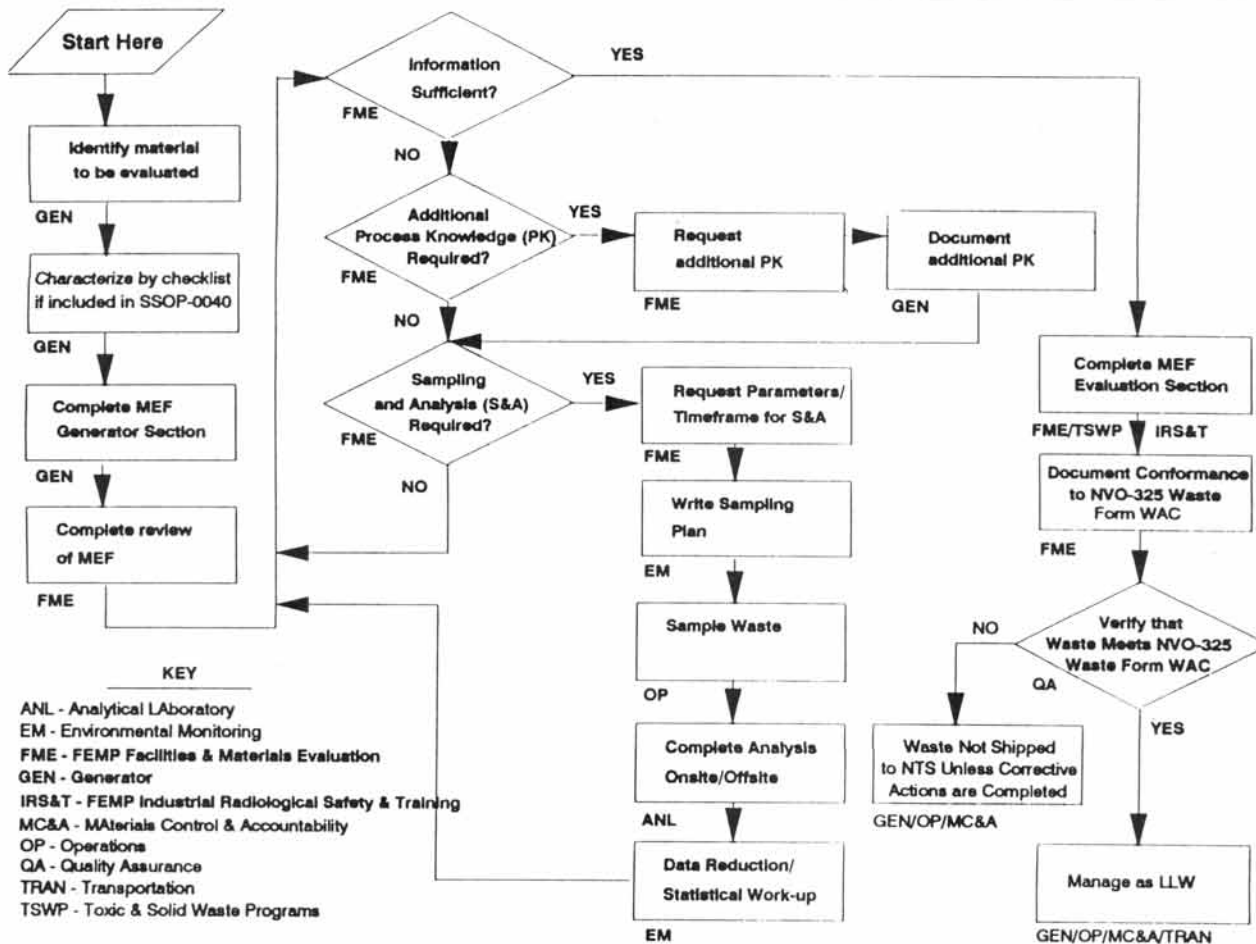 Start Here
Identify material
to be evaluated
GEN
Characterize by checklist
if included in SSOP-0040
GEN
Complete MEF
Generator Section
GEN
Complete review
of MEF
FME
Information
Sufficient?
FME
YES
NO
Additional
Process Knowledge (PK)
Required?
FME
YES
Request
additional PK
FME
Document
additional PK
GEN
NO
Sampling
and Analysis (S&A)
Required?
FME
YES
NO
Request Parameters/
Timeframe for S&A
FME
Write Sampling
Plan
EM
Sample Waste
OP
Complete Analysis
Onsite/Offsite
ANL
Data Reduction/
Statistical Work-up
EM
Complete MEF
Evaluation Section
FME/TSWP
IRS&T
Document Conformance
to NVO-325 Waste
Form WAC
FME
Verify that
Waste Meets NVO-325
Waste Form WAC
QA
NO
YES
Waste Not Shipped
to NTS Unless Corrective
Actions are Completed
GEN/OP/MC&A
Manage as LLW
GEN/OP/MC&A/TRAN
KEY
ANL - Analytical LAboratory
EM - Environmental Monitoring
FME - FEMP Facilities & Materials Evaluation
GEN - Generator
IRS&T - FEMP Industrial Radiological Safety & Training
MC&A - MAterials Control & Accountability
OP - Operations
QA - Quality Assurance
TRAN - Transportation
TSWP - Toxic & Solid Waste Programs